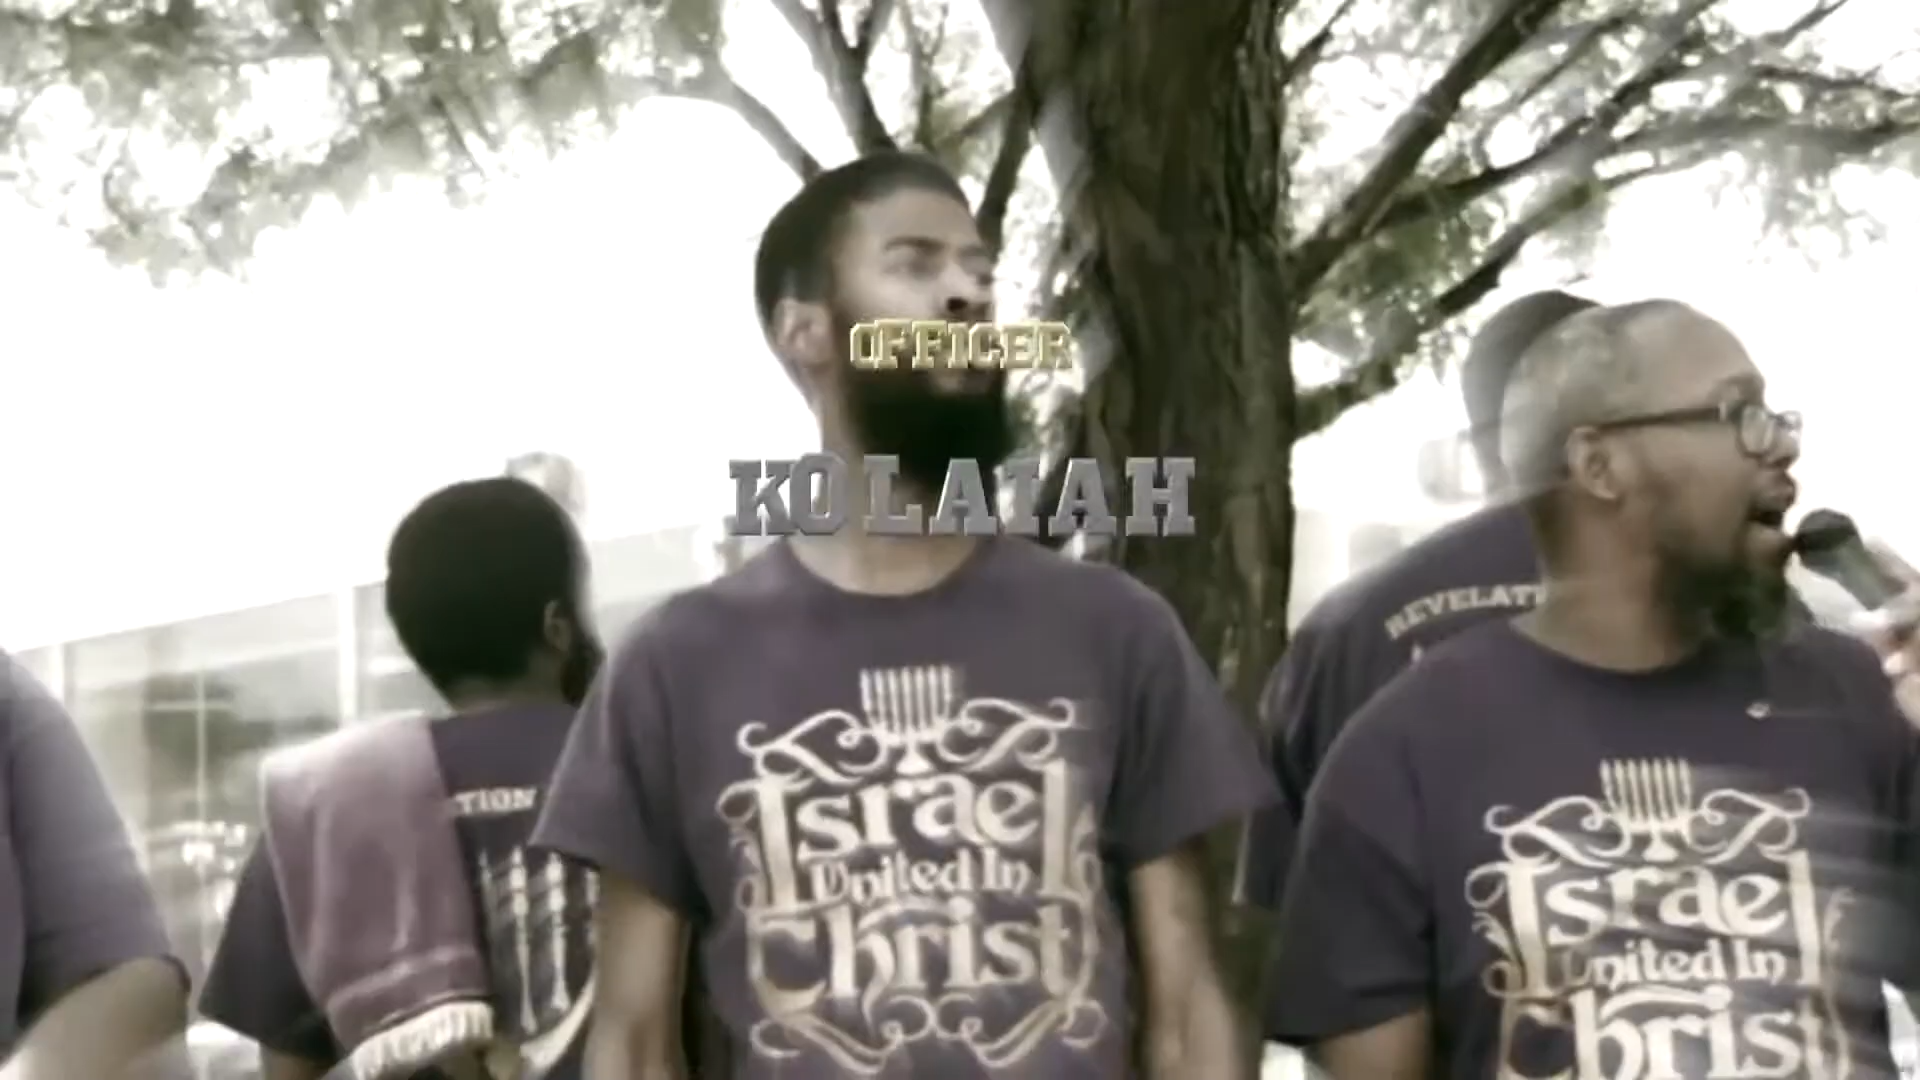 OFFICER
KOLAIAH
REVELATI
TION
Israel
United In
Christ
Israel
United In
Christ